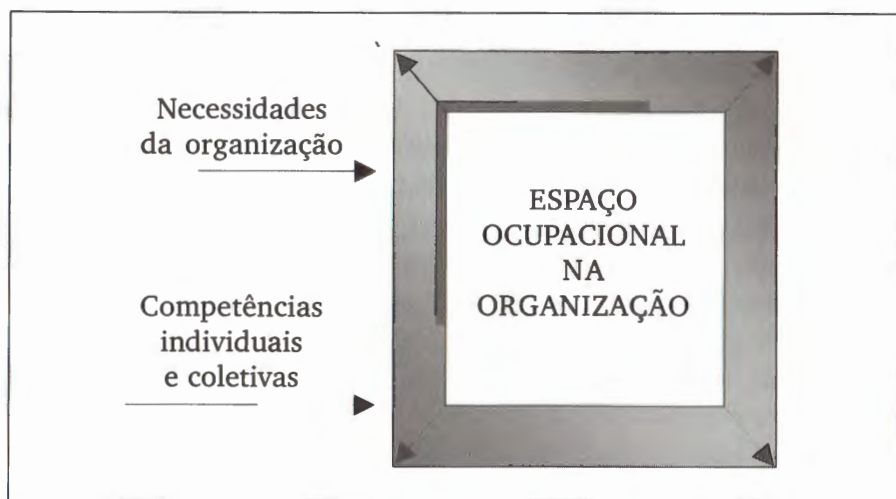 Necessidades
da organização
ESPAÇO
OCUPACIONAL
NA
ORGANIZAÇÃO
Competências
individuais
e coletivas